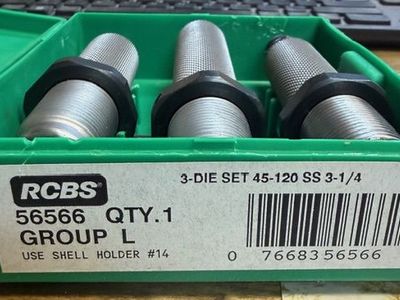 RCBS®
3-DIE SET 45-120 SS 3-1/4
56566 QTY.1
GROUP L
USE SHELL HOLDER #14
0 76683 56566